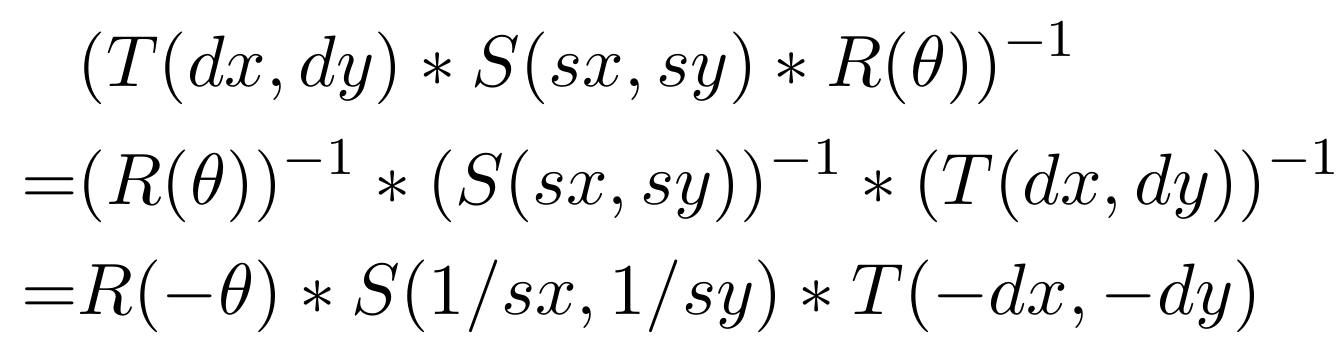 (T(dx, dy) * S(sx, sy) * R(θ))⁻¹
=(R(θ))⁻¹ * (S(sx, sy))⁻¹ * (T(dx, dy))⁻¹
=R(−θ) * S(1/sx, 1/sy) * T(−dx, −dy)